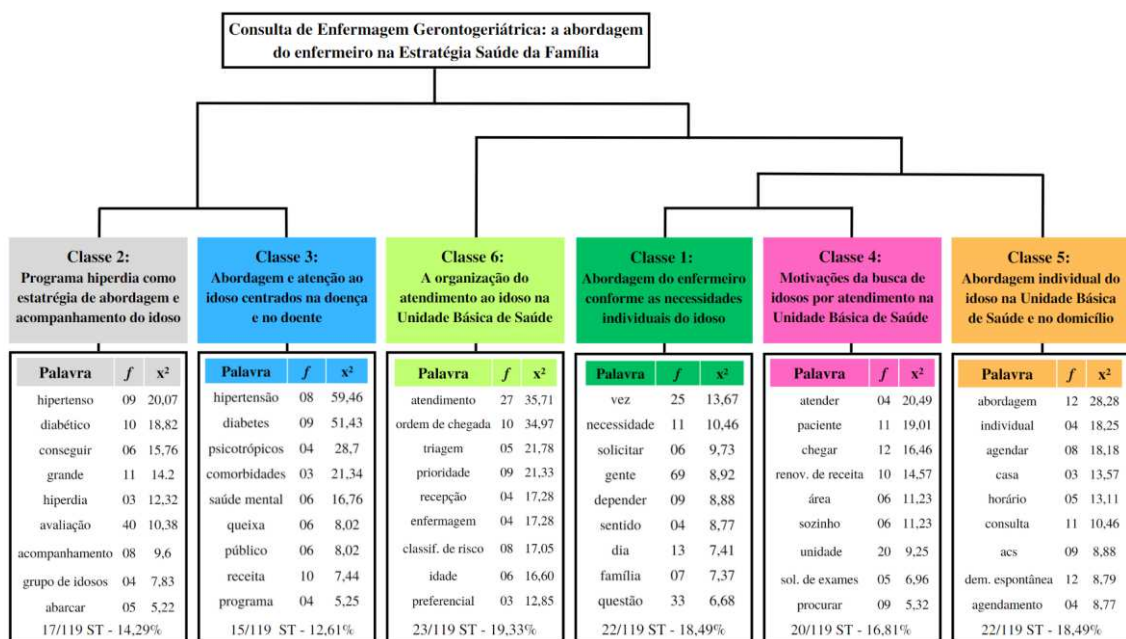 Consulta de Enfermagem Gerontogeriátrica: a abordagem
do enfermeiro na Estratégia Saúde da Família
Classe 2:
Programa hiperdia como
estatrégia de abordagem e
acompanhamento do idoso
Palavra f x²
hipertenso 09 20,07
diabético 10 18,82
conseguir 06 15,76
grande 11 14.2
hiperdia 03 12,32
avaliação 40 10,38
acompanhamento 08 9,6
grupo de idosos 04 7,83
abarcar 05 5,22
17/119 ST - 14,29%
Classe 3:
Abordagem e atenção ao
idoso centrados na doença
e no doente
Palavra f x²
hipertensão 08 59,46
diabetes 09 51,43
psicotrópicos 04 28,7
comorbidades 03 21,34
saúde mental 06 16,76
queixa 06 8,02
público 06 8,02
receita 10 7,44
programa 04 5,25
15/119 ST - 12,61%
Classe 6:
A organização do
atendimento ao idoso na
Unidade Básica de Saúde
Palavra f x²
atendimento 27 35,71
ordem de chegada 10 34,97
triagem 05 21,78
prioridade 09 21,33
recepção 04 17,28
enfermagem 04 17,28
classif. de risco 08 17,05
idade 06 16,60
preferencial 03 12,85
23/119 ST - 19,33%
Classe 1:
Abordagem do enfermeiro
conforme as necessidades
individuais do idoso
Palavra f x²
vez 25 13,67
necessidade 11 10,46
solicitar 06 9,73
gente 69 8,92
depender 09 8,88
sentido 04 8,77
dia 13 7,41
família 07 7,37
questão 33 6,68
22/119 ST - 18,49%
Classe 4:
Motivações da busca de
idosos por atendimento na
Unidade Básica de Saúde
Palavra f x²
atender 04 20,49
paciente 11 19,01
chegar 12 16,46
renov. de receita 10 14,57
área 06 11,23
sozinho 06 11,23
unidade 20 9,25
sol. de exames 05 6,96
procurar 09 5,32
20/119 ST - 16,81%
Classe 5:
Abordagem individual do
idoso na Unidade Básica
de Saúde e no domicílio
Palavra f x²
abordagem 12 28,28
individual 04 18,25
agendar 08 18,18
casa 03 13,57
horário 05 13,11
consulta 11 10,46
acs 09 8,88
dem. espontânea 12 8,79
agendamento 04 8,77
22/119 ST - 18,49%